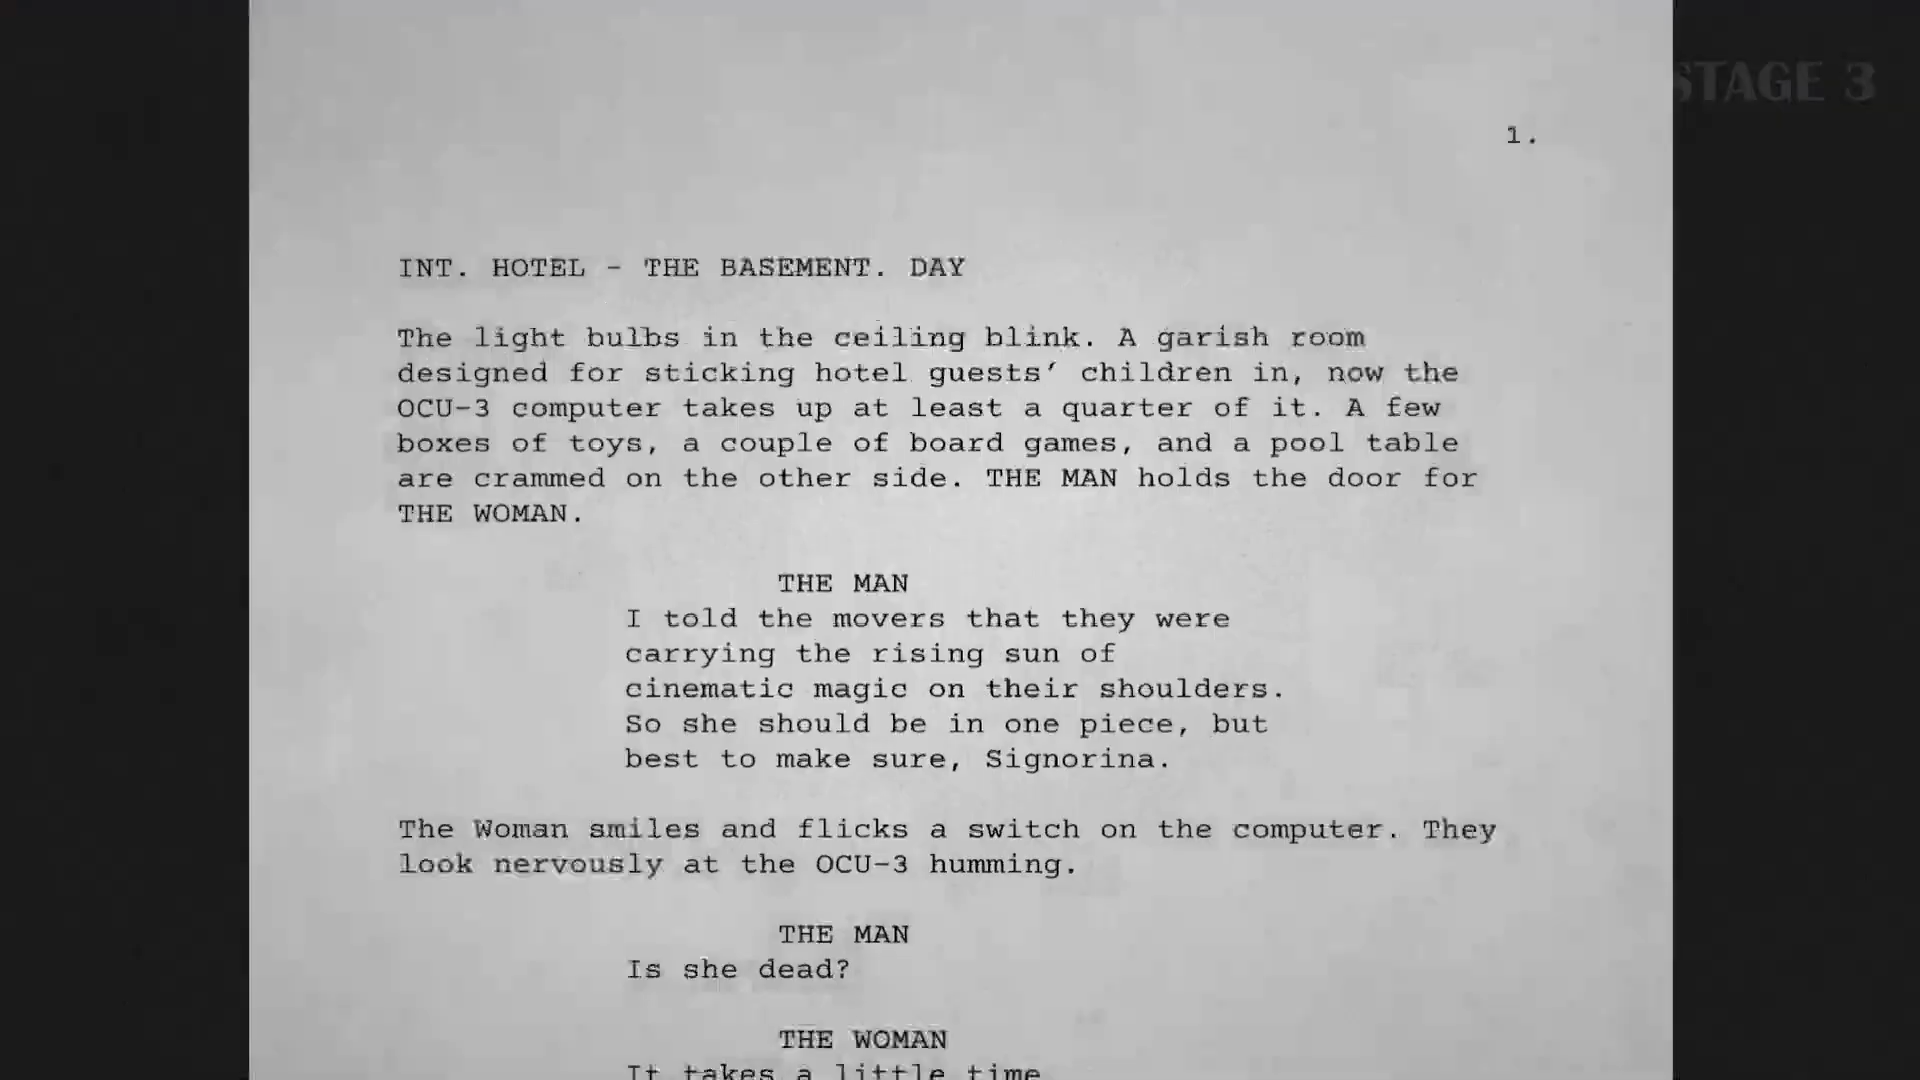 STAGE 3
1.
INT. HOTEL - THE BASEMENT. DAY
The light bulbs in the ceiling blink. A garish room
designed for sticking hotel guests' children in, now the
OCU-3 computer takes up at least a quarter of it. A few
boxes of toys, a couple of board games, and a pool table
are crammed on the other side. THE MAN holds the door for
THE WOMAN.
THE MAN
I told the movers that they were
carrying the rising sun of
cinematic magic on their shoulders.
So she should be in one piece, but
best to make sure, Signorina.
The Woman smiles and flicks a switch on the computer. They
look nervously at the OCU-3 humming.
THE MAN
Is she dead?
THE WOMAN
It takes a little time